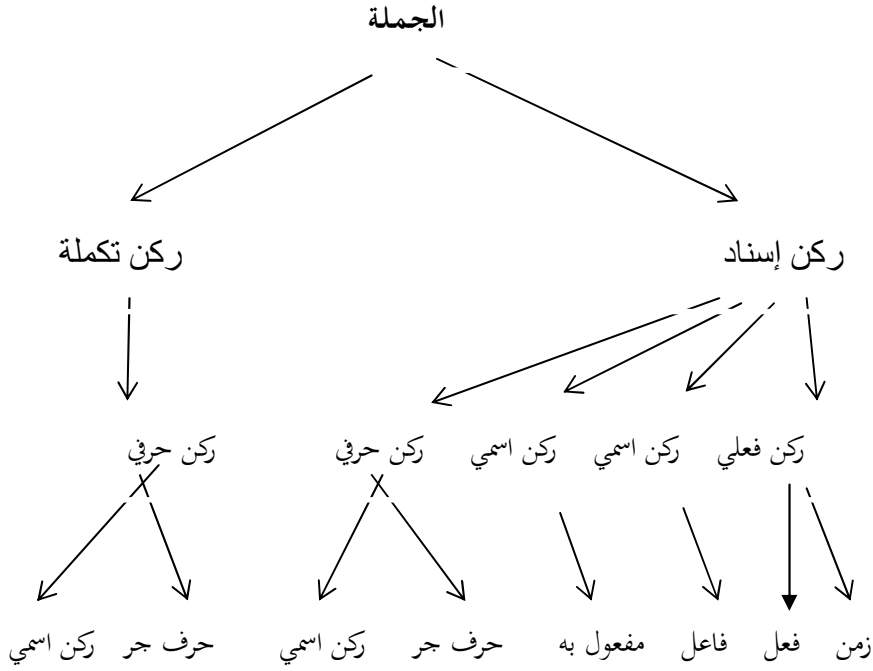 الجملة
ركن إسناد ركن تكملة
ركن فعلي ركن اسمي ركن اسمي ركن حرفي ركن حرفي
زمن فعل فاعل مفعول به حرف جر ركن اسمي حرف جر ركن اسمي